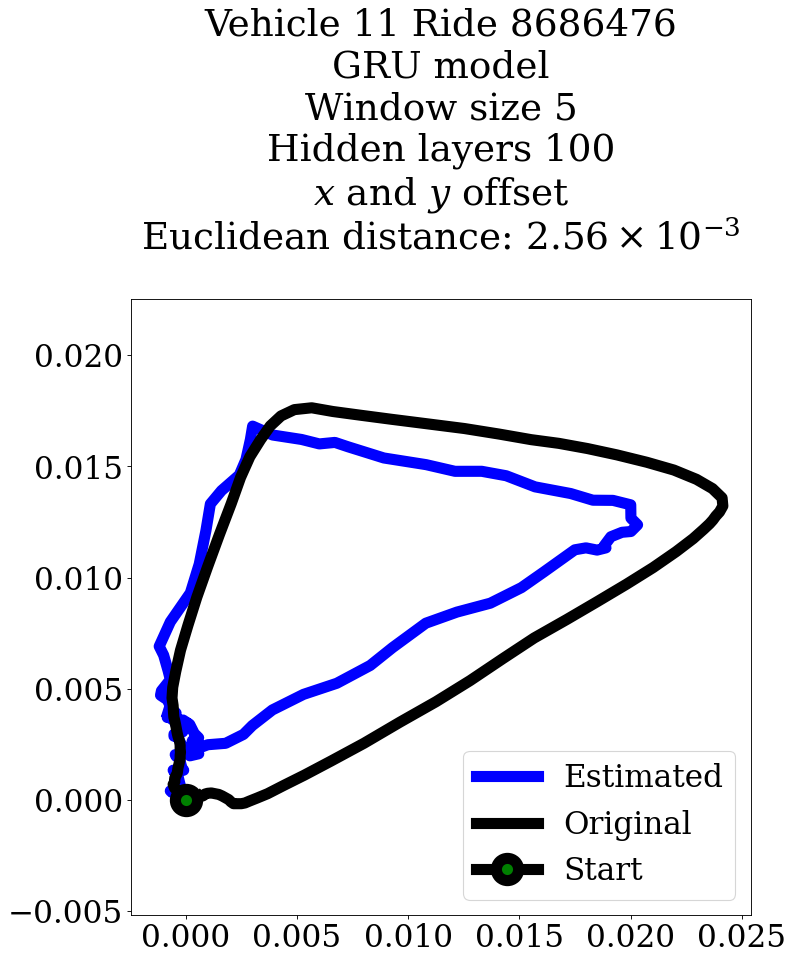 Vehicle 11 Ride 8686476
GRU model
Window size 5
Hidden layers 100
x and y offset
Euclidean distance: 2.56 × 10⁻³
0.020
0.015
0.010
0.005
0.000
−0.005
0.000 0.005 0.010 0.015 0.020 0.025
Estimated
Original
Start